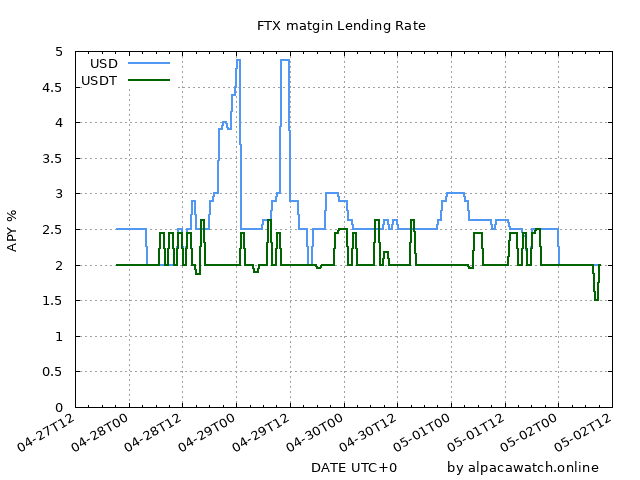 FTX matgin Lending Rate
USD
USDT
5
4.5
4
3.5
3
2.5
2
1.5
1
0.5
0
APY %
04-27T12
04-28T00
04-28T12
04-29T00
04-29T12
04-30T00
04-30T12
05-01T00
05-01T12
05-02T00
05-02T12
DATE UTC+0
by alpacawatch.online